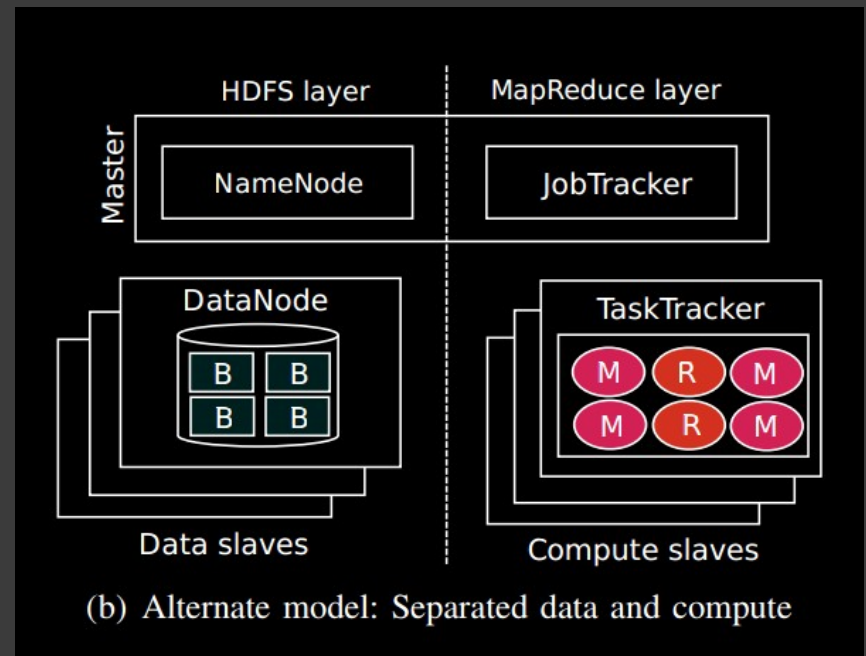 HDFS layer
MapReduce layer
Master
NameNode
JobTracker
DataNode
B B
B B
Data slaves
TaskTracker
M R M
M R M
Compute slaves
(b) Alternate model: Separated data and compute